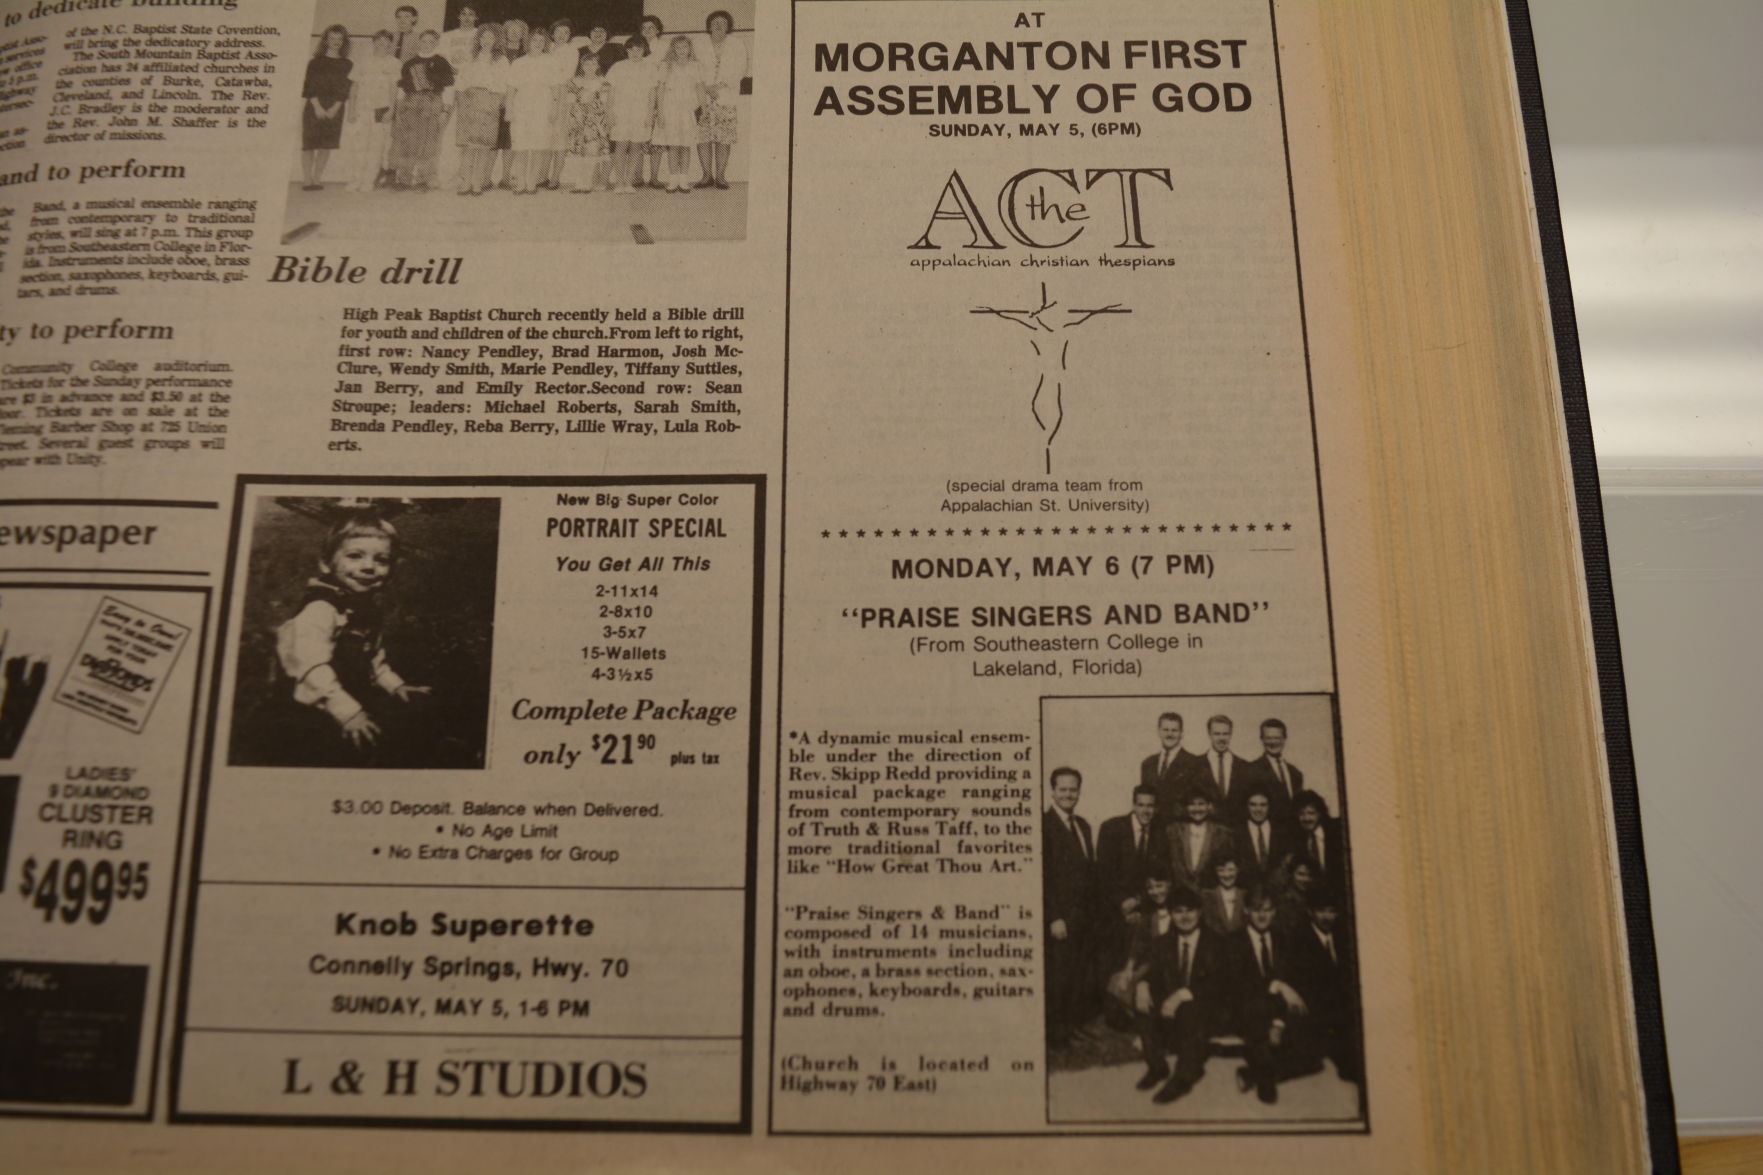 to dedicate building
of the N.C. Baptist State Covention,
will bring the dedicatory address.
The South Mountain Baptist Asso-
ciation has 24 affiliated churches in
the counties of Burke, Catawba,
Cleveland, and Lincoln. The Rev.
J.C. Bradley is the moderator and
the Rev. John M. Shaffer is the
director of missions.
and to perform
Band, a musical ensemble ranging
from contemporary to traditional
styles, will sing at 7 p.m. This group
is from Southeastern College in Flor-
ida. Instruments include oboe, brass
section, saxophones, keyboards, gui-
tars, and drums.
ty to perform
Community College auditorium.
Tickets for the Sunday performance
are $3 in advance and $3.50 at the
door. Tickets are on sale at the
Fleming Barber Shop at 725 Union
Street. Several guest groups will
pear with Unity.
ewspaper
LADIES'
9 DIAMOND
CLUSTER
RING
$499.95
Inc.
Bible drill
High Peak Baptist Church recently held a Bible drill
for youth and children of the church.From left to right,
first row: Nancy Pendley, Brad Harmon, Josh Mc-
Clure, Wendy Smith, Marie Pendley, Tiffany Suttles,
Jan Berry, and Emily Rector.Second row: Sean
Stroupe; leaders: Michael Roberts, Sarah Smith,
Brenda Pendley, Reba Berry, Lillie Wray, Lula Rob-
erts.
New Big Super Color
PORTRAIT SPECIAL
You Get All This
2-11x14
2-8x10
3-5x7
15-Wallets
4-3½x5
Complete Package
only $21.90 plus tax
$3.00 Deposit. Balance when Delivered.
• No Age Limit
• No Extra Charges for Group
Knob Superette
Connelly Springs, Hwy. 70
SUNDAY, MAY 5, 1-6 PM
L & H STUDIOS
AT
MORGANTON FIRST
ASSEMBLY OF GOD
SUNDAY, MAY 5, (6PM)
the ACT
appalachian christian thespians
(special drama team from
Appalachian St. University)
**************************
MONDAY, MAY 6 (7 PM)
"PRAISE SINGERS AND BAND"
(From Southeastern College in
Lakeland, Florida)
*A dynamic musical ensem-
ble under the direction of
Rev. Skipp Redd providing a
musical package ranging
from contemporary sounds
of Truth & Russ Taff, to the
more traditional favorites
like "How Great Thou Art."
"Praise Singers & Band" is
composed of 14 musicians,
with instruments including
an oboe, a brass section, sax-
ophones, keyboards, guitars
and drums.
(Church is located on
Highway 70 East)